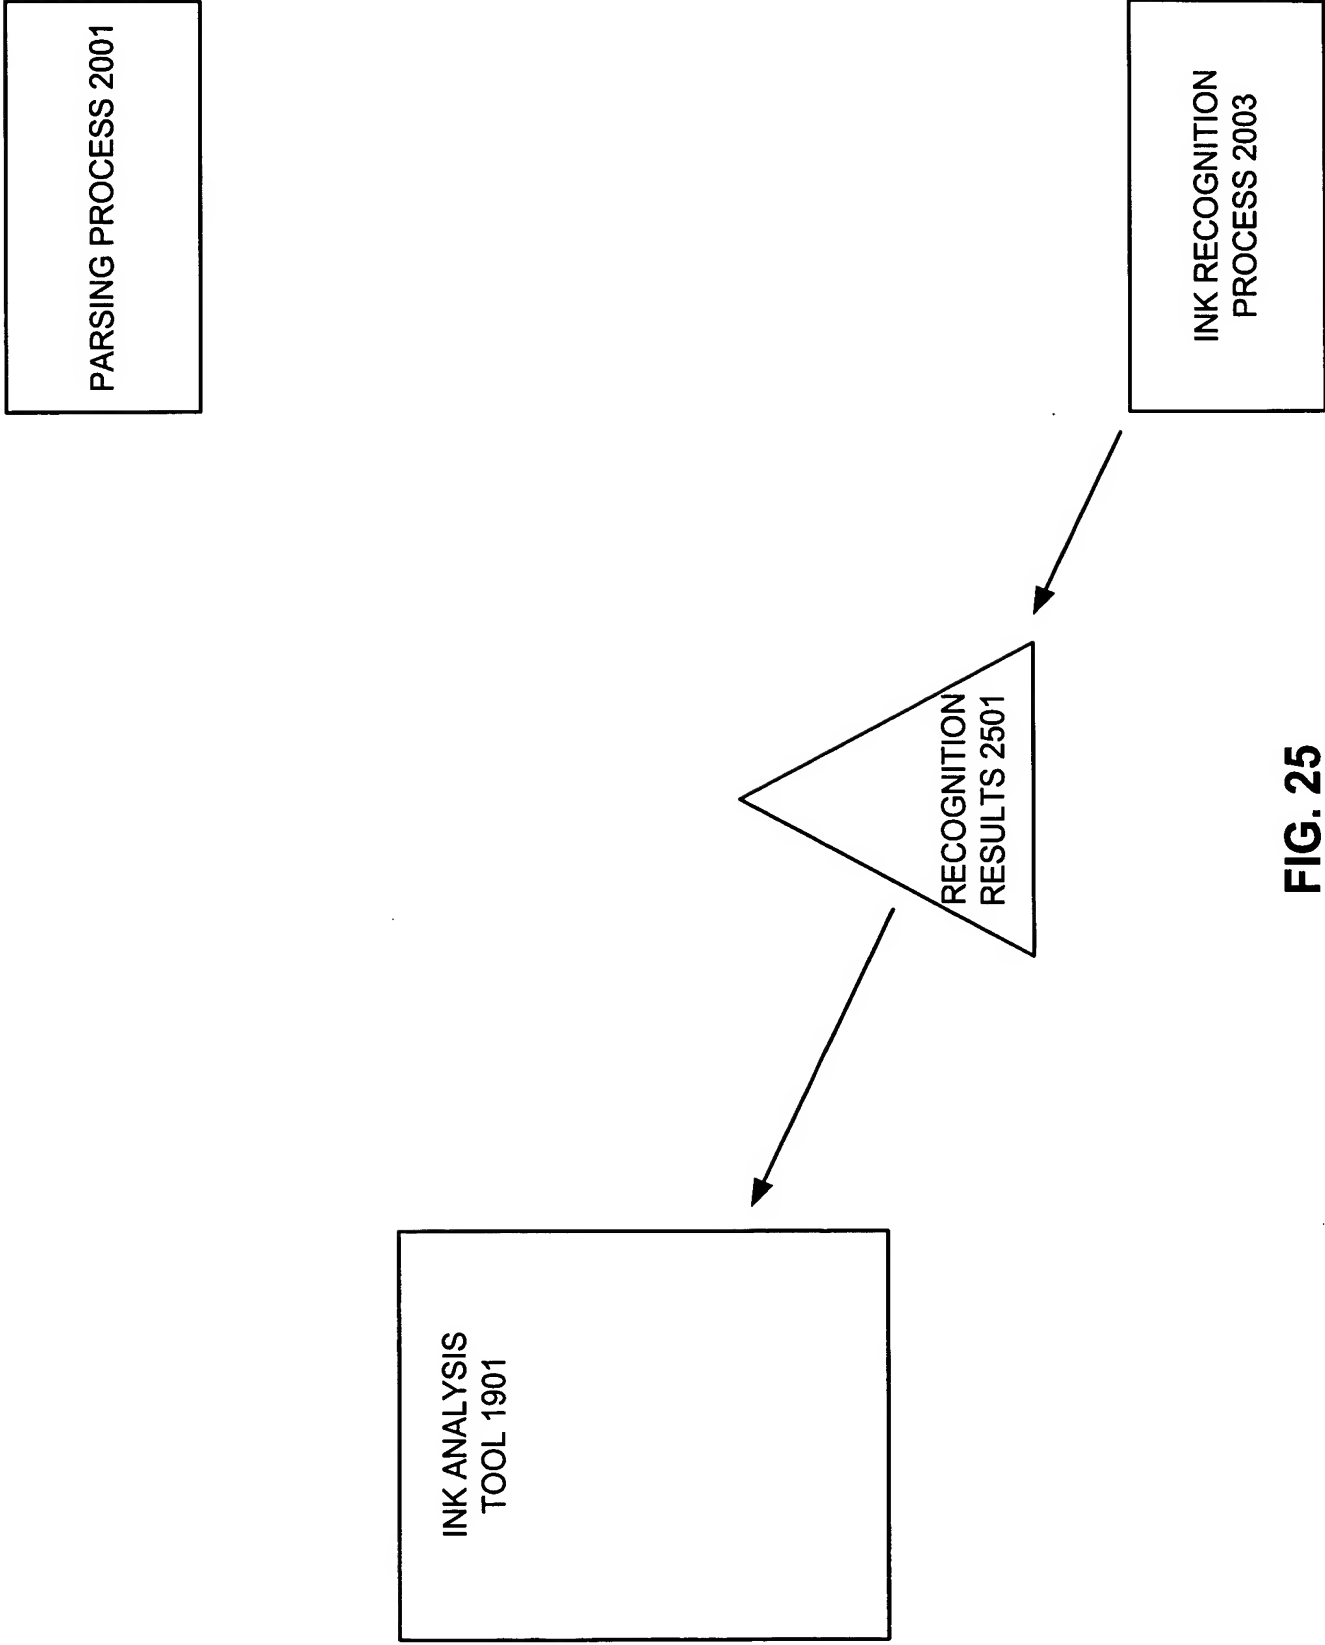 PARSING PROCESS 2001
INK ANALYSIS
TOOL 1901
RECOGNITION
RESULTS 2501
INK RECOGNITION
PROCESS 2003
FIG. 25